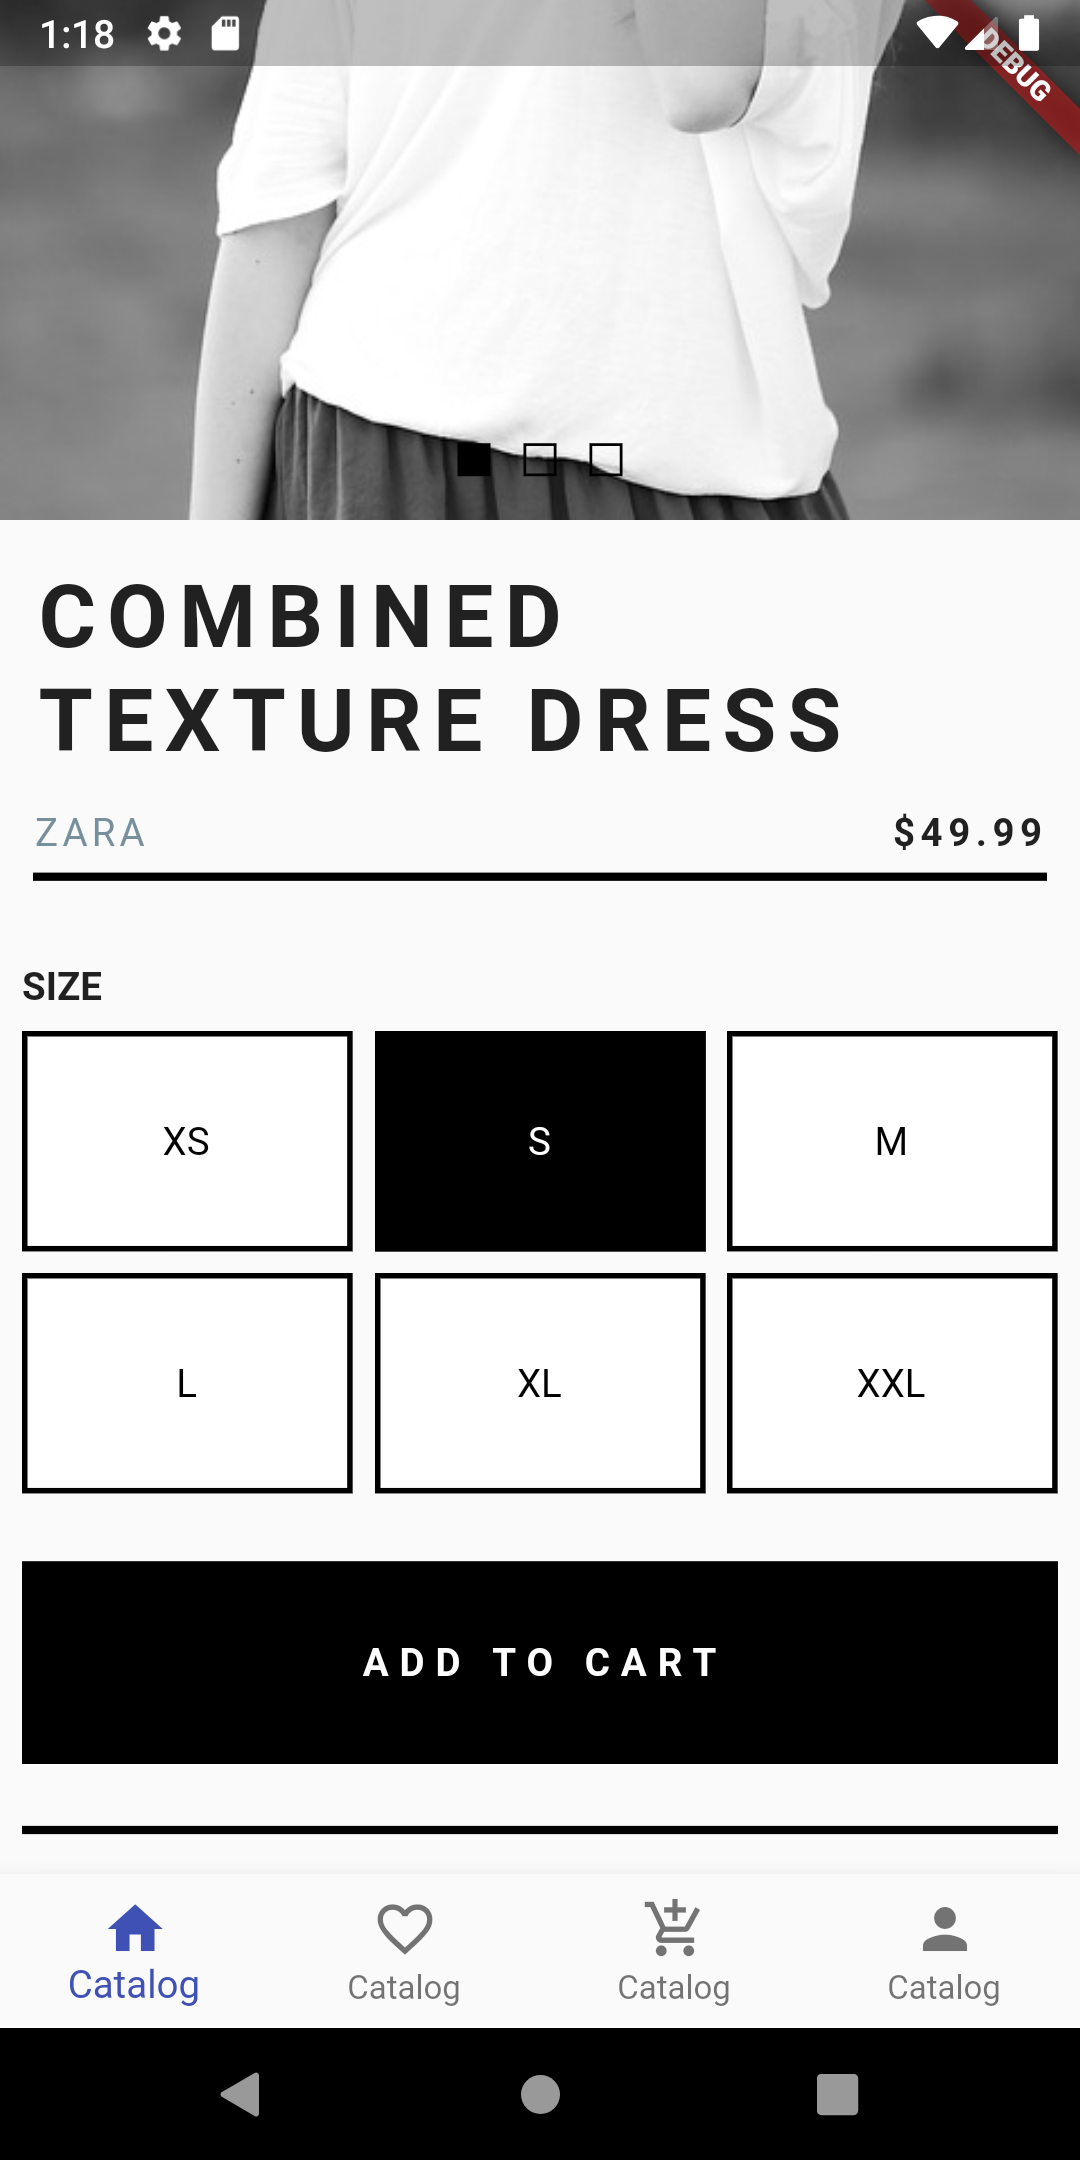 1:18
DEBUG
COMBINED
TEXTURE DRESS
ZARA $49.99
SIZE
XS S M
L XL XXL
ADD TO CART
Catalog Catalog Catalog Catalog